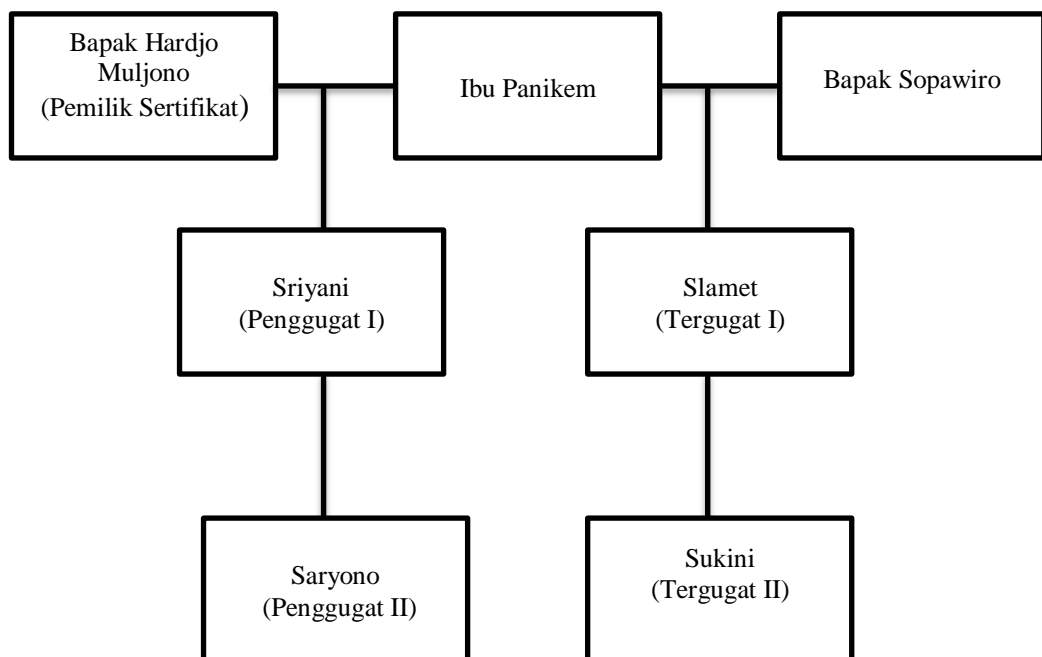 Bapak Hardjo
Muljono
(Pemilik Sertifikat)
Ibu Panikem
Bapak Sopawiro
Sriyani
(Penggugat I)
Slamet
(Tergugat I)
Saryono
(Penggugat II)
Sukini
(Tergugat II)